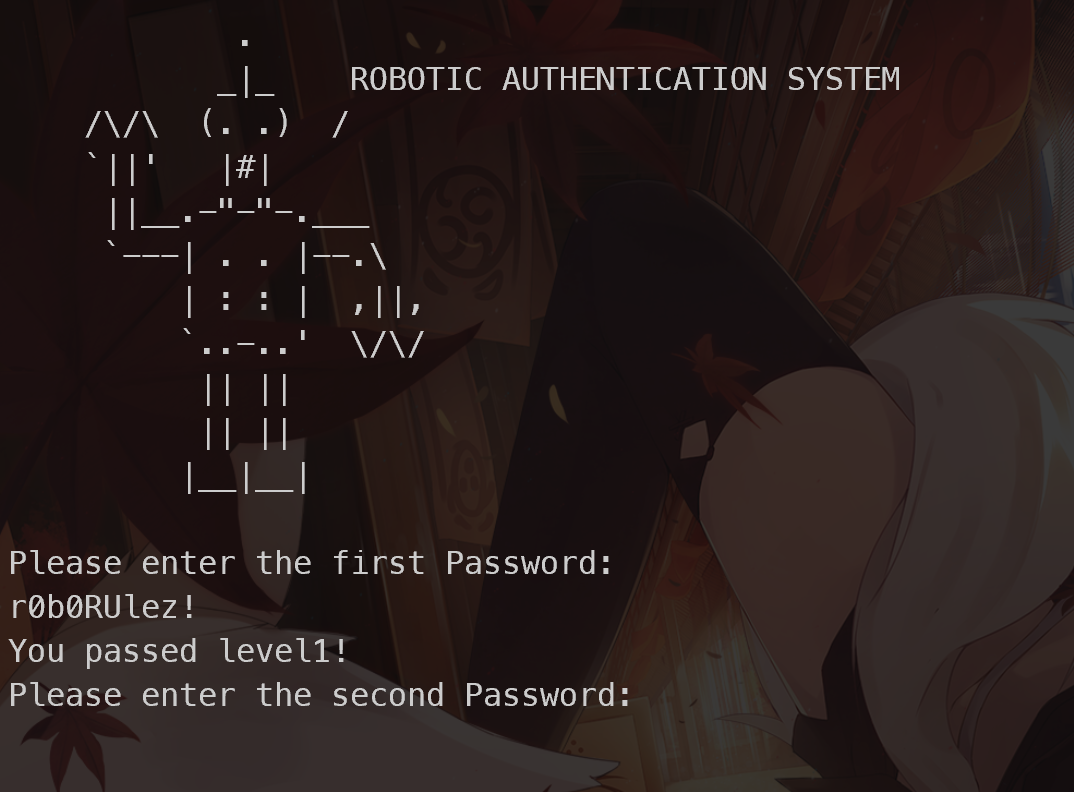 ROBOTIC AUTHENTICATION SYSTEM
Please enter the first Password:
r0b0RUlez!
You passed level1!
Please enter the second Password: